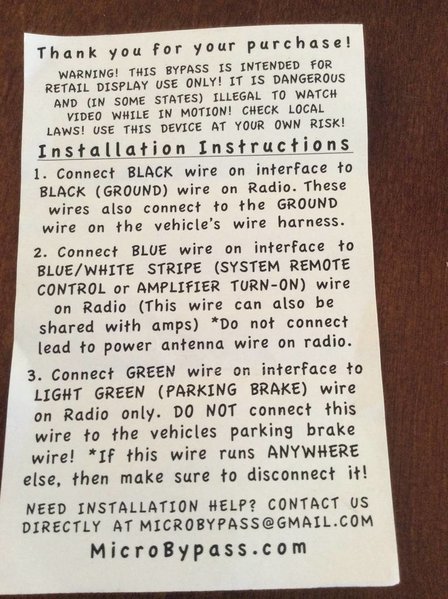 Thank you for your purchase!
WARNING! THIS BYPASS IS INTENDED FOR
RETAIL DISPLAY USE ONLY! IT IS DANGEROUS
AND (IN SOME STATES) ILLEGAL TO WATCH
VIDEO WHILE IN MOTION! CHECK LOCAL
LAWS! USE THIS DEVICE AT YOUR OWN RISK!
Installation Instructions
1. Connect BLACK wire on interface to
BLACK (GROUND) wire on Radio. These
wires also connect to the GROUND
wire on the vehicle's wire harness.
2. Connect BLUE wire on interface to
BLUE/WHITE STRIPE (SYSTEM REMOTE
CONTROL or AMPLIFIER TURN-ON) wire
on Radio (This wire can also be
shared with amps) *Do not connect
lead to power antenna wire on radio.
3. Connect GREEN wire on interface to
LIGHT GREEN (PARKING BRAKE) wire
on Radio only. DO NOT connect this
wire to the vehicles parking brake
wire! *If this wire runs ANYWHERE
else, then make sure to disconnect it!
NEED INSTALLATION HELP? CONTACT US
DIRECTLY AT MICROBYPASS@GMAIL.COM
MicroBypass.com